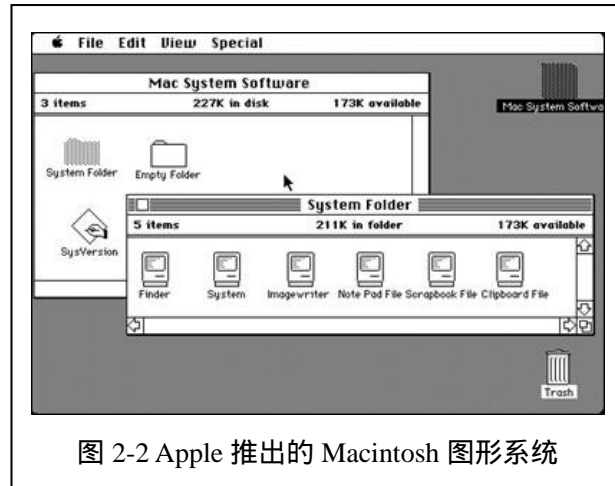 File Edit View Special
Mac System Software
3 items 227K in disk 173K available
Mac System Softwa
System Folder Empty Folder
System Folder
5 items 211K in folder 173K available
SysVersion
Finder System Imagewriter Note Pad File Scrapbook File Clipboard File
Trash
图 2-2 Apple 推出的 Macintosh 图形系统